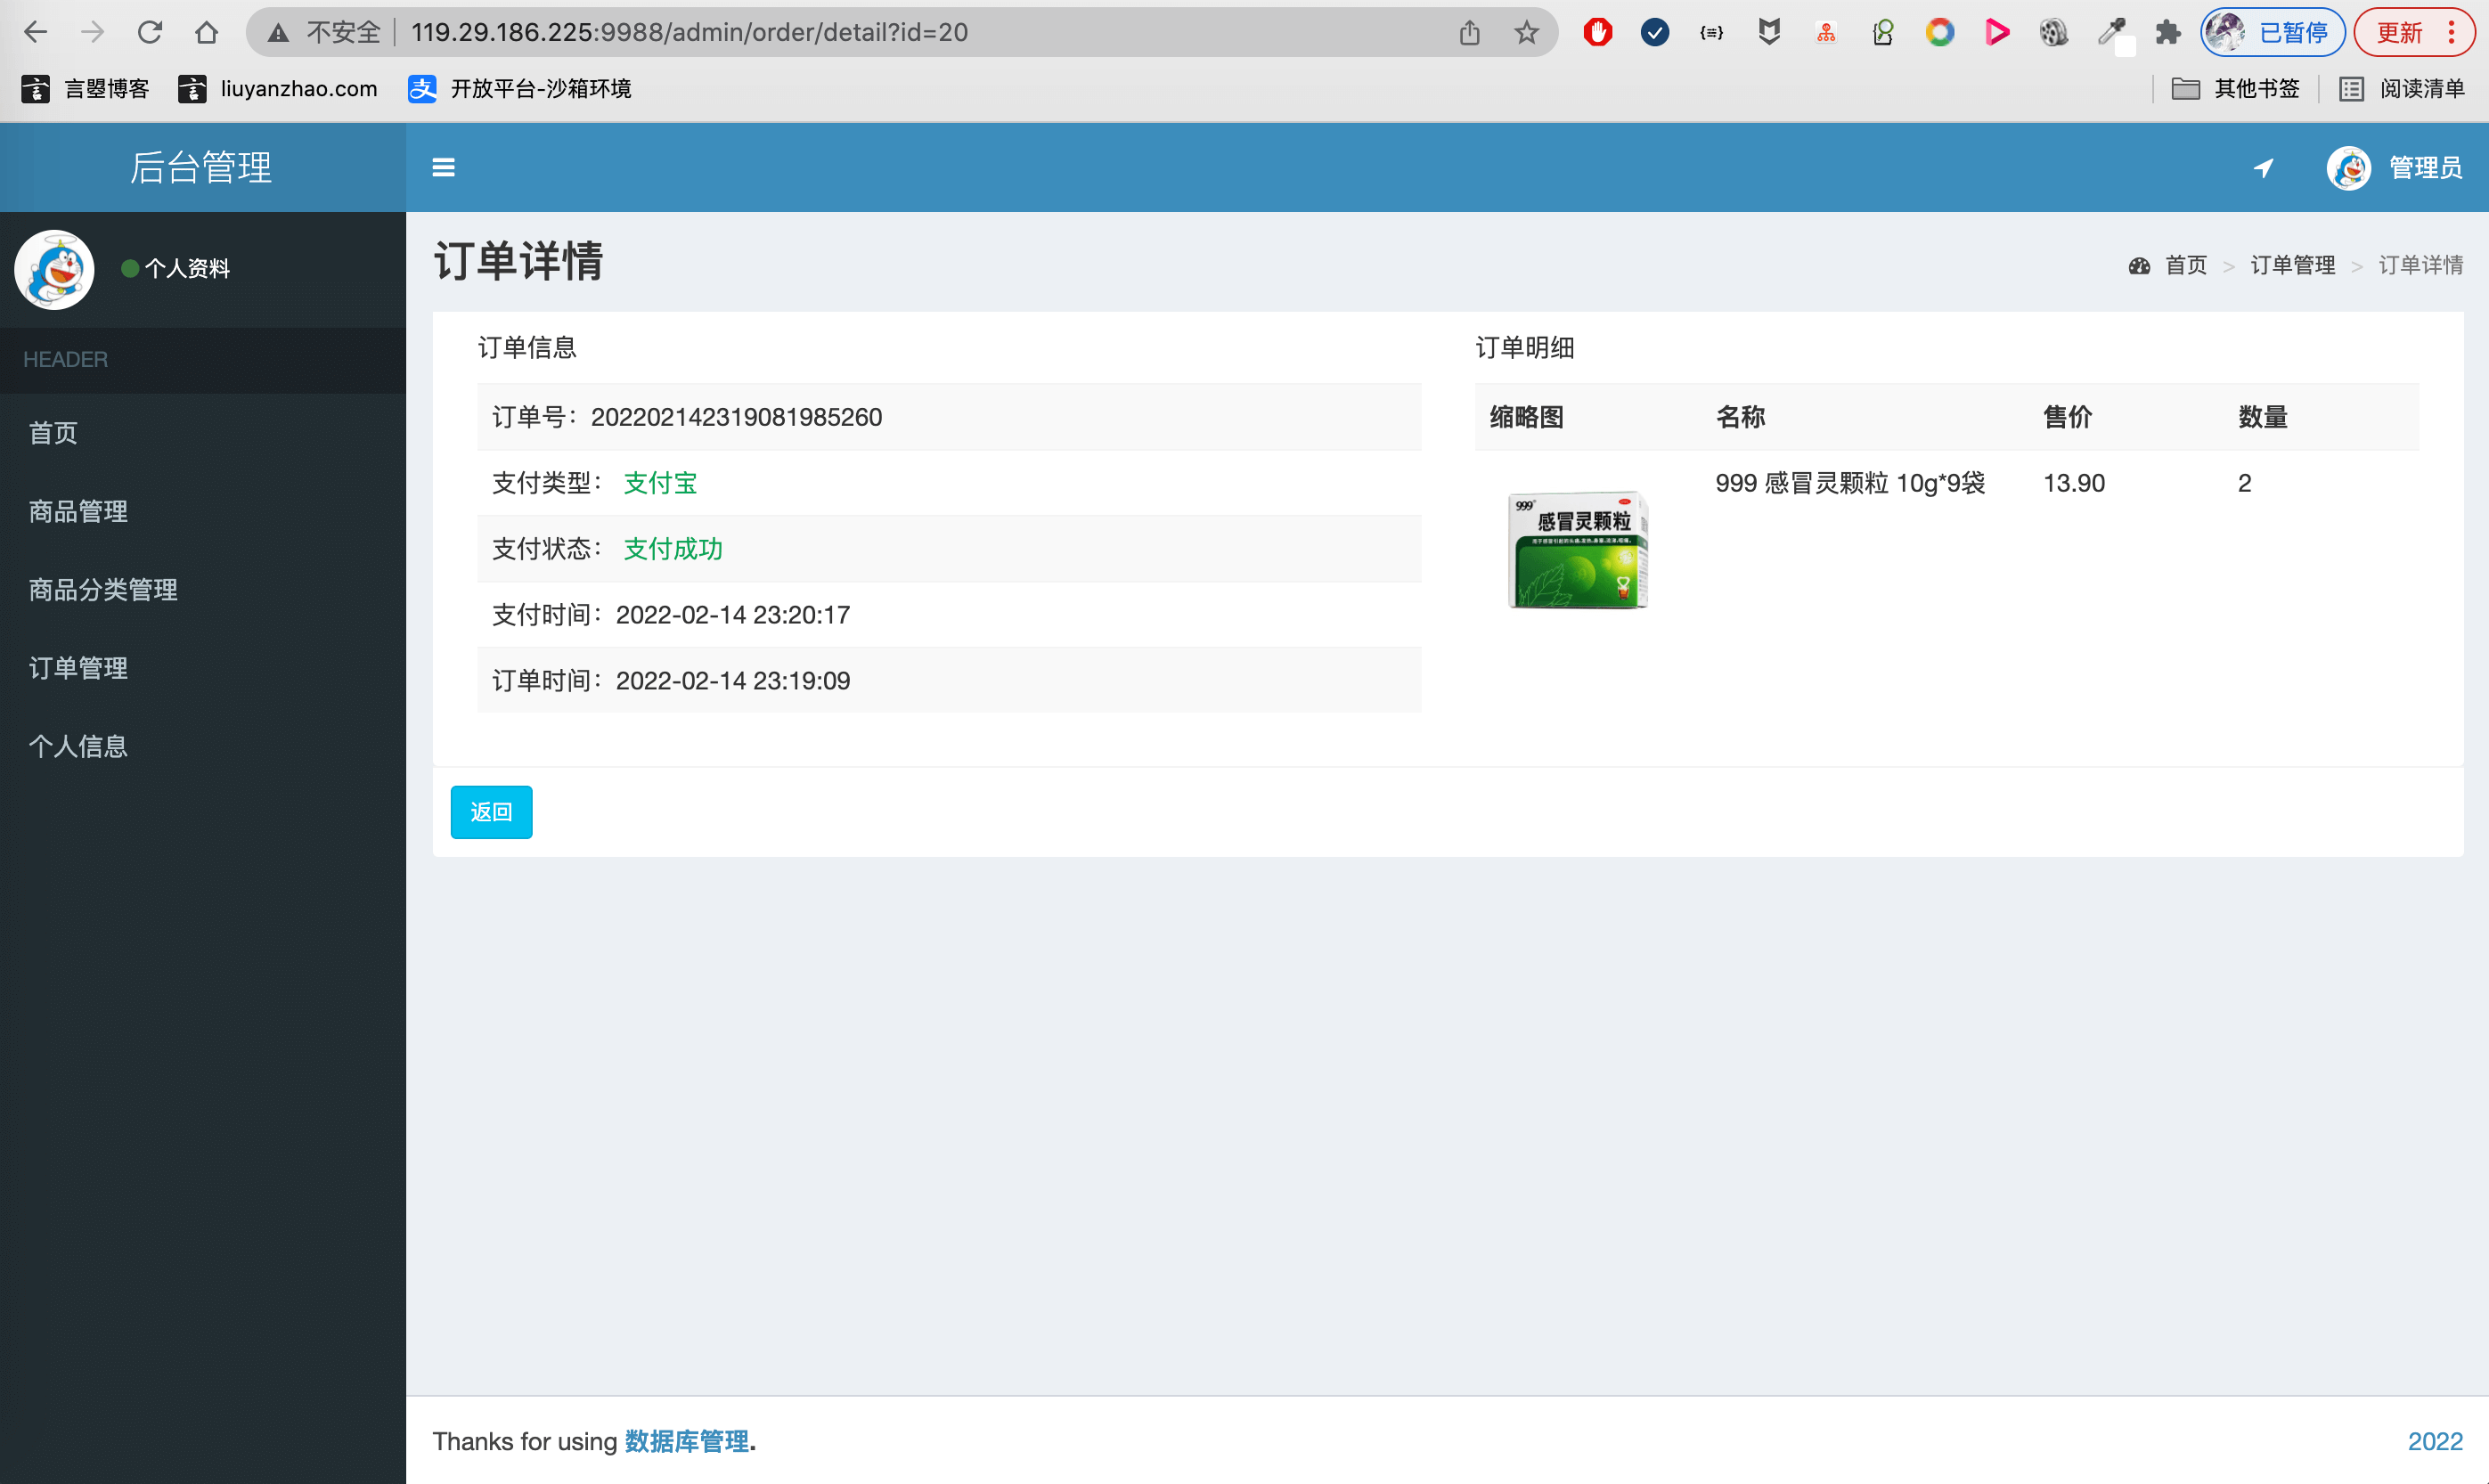 不安全 119.29.186.225:9988/admin/order/detail?id=20
已暂停
更新
言曌博客
liuyanzhao.com
支
开放平台-沙箱环境
其他书签
阅读清单
后台管理
管理员
个人资料
HEADER
首页
商品管理
商品分类管理
订单管理
个人信息
订单详情
首页 > 订单管理 > 订单详情
订单信息
订单号：202202142319081985260
支付类型： 支付宝
支付状态： 支付成功
支付时间：2022-02-14 23:20:17
订单时间：2022-02-14 23:19:09
订单明细
缩略图 名称 售价 数量
999
感冒灵颗粒
999 感冒灵颗粒 10g*9袋 13.90 2
返回
Thanks for using 数据库管理.
2022